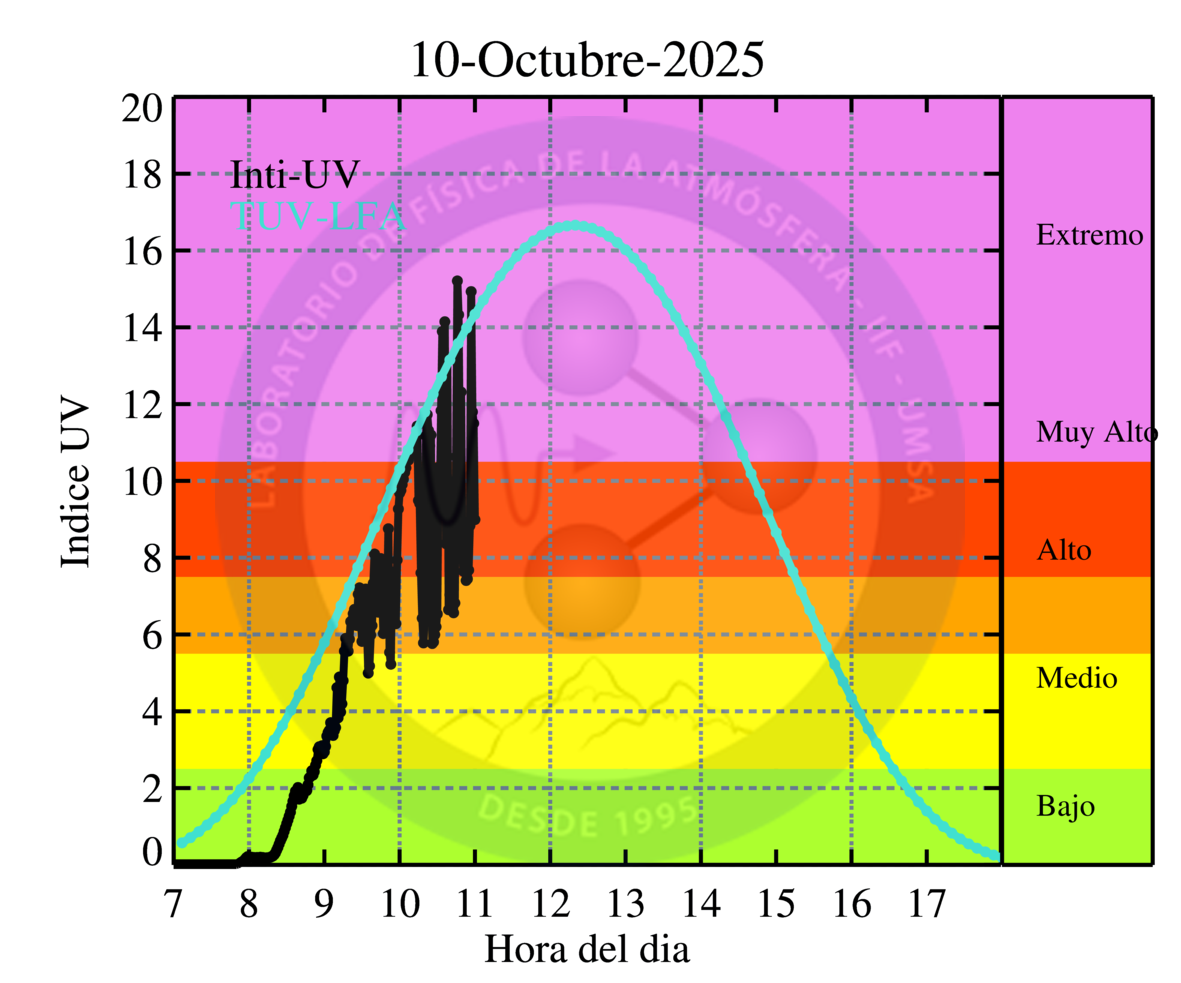 10-Octubre-2025
20
18
16
14
12
10
8
6
4
2
0
Indice UV
Inti-UV
TUV-LFA
LABORATORIO DE FÍSICA DE LA ATMÓSFERA - IIF - UMSA
DESDE 1995
Extremo
Muy Alto
Alto
Medio
Bajo
7 8 9 10 11 12 13 14 15 16 17
Hora del dia